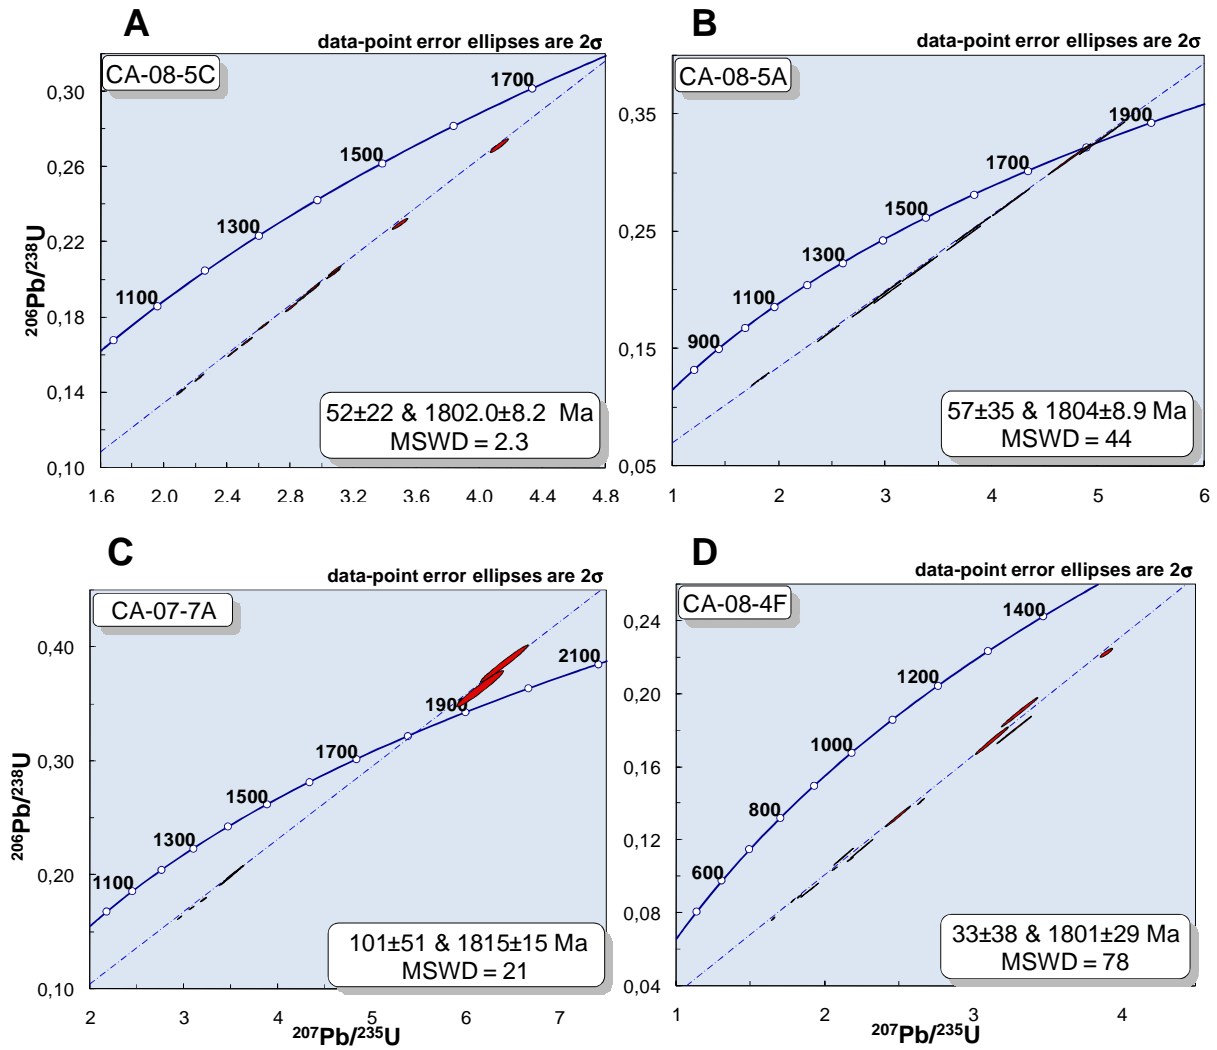 A
data-point error ellipses are 2σ
CA-08-5C
0,30
0,26
0,22
0,18
0,14
0,10
1700
1500
1300
1100
52±22 & 1802.0±8.2 Ma
MSWD = 2.3
1.6 2.0 2.4 2.8 3.2 3.6 4.0 4.4 4.8
206Pb/238U
B
data-point error ellipses are 2σ
CA-08-5A
0,35
0,25
0,15
0,05
1900
1700
1500
1300
1100
900
57±35 & 1804±8.9 Ma
MSWD = 44
1 2 3 4 5 6
C
data-point error ellipses are 2σ
CA-07-7A
0,40
0,30
0,20
0,10
2100
1900
1700
1500
1300
1100
101±51 & 1815±15 Ma
MSWD = 21
2 3 4 5 6 7
206Pb/238U
207Pb/235U
D
data-point error ellipses are 2σ
CA-08-4F
0,24
0,20
0,16
0,12
0,08
0,04
1400
1200
1000
800
600
33±38 & 1801±29 Ma
MSWD = 78
1 2 4
207Pb/235U